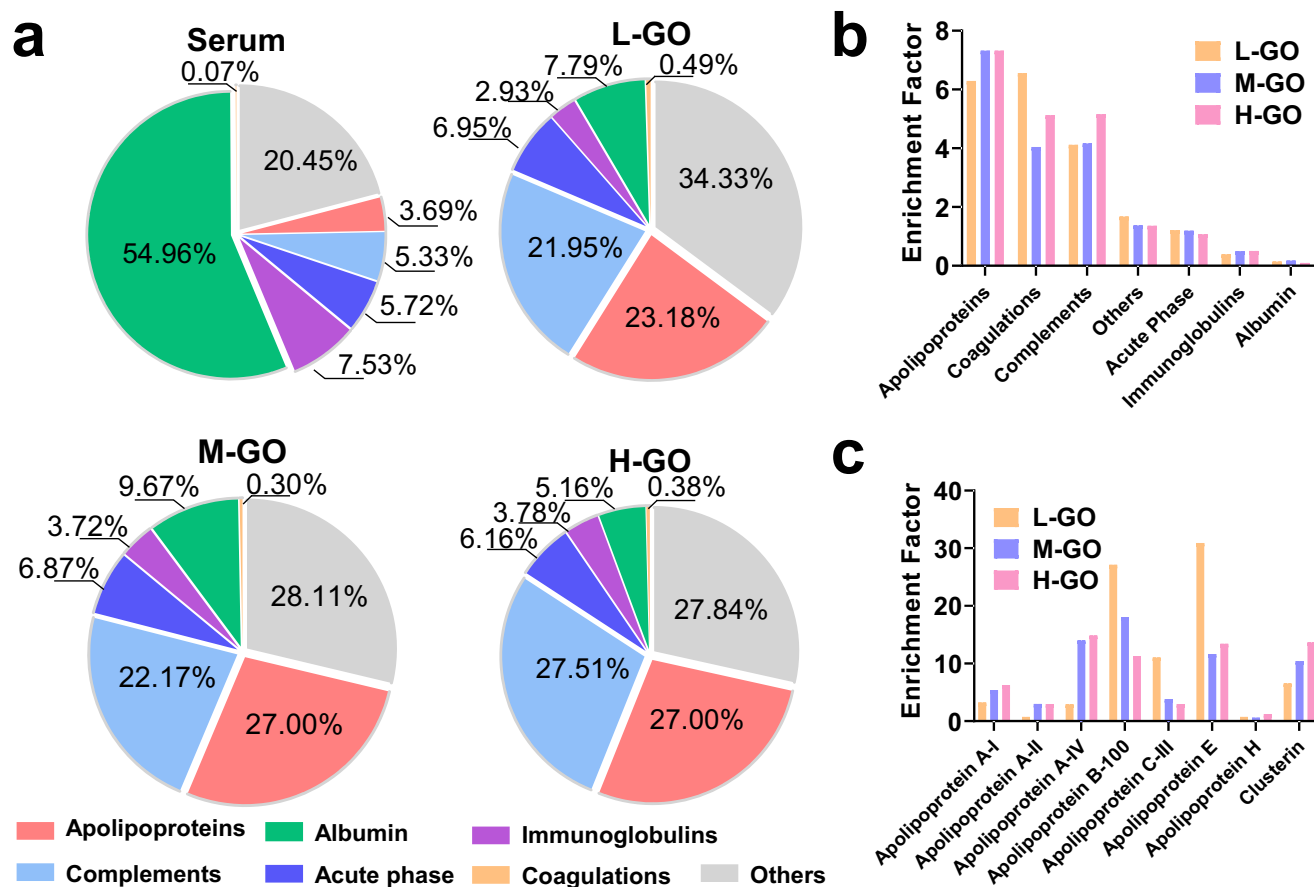 a
Serum
0.07%
20.45%
3.69%
5.33%
5.72%
7.53%
54.96%
L-GO
7.79%
0.49%
2.93%
6.95%
34.33%
21.95%
23.18%
M-GO
9.67%
0.30%
3.72%
6.87%
28.11%
22.17%
27.00%
H-GO
5.16%
0.38%
3.78%
6.16%
27.84%
27.51%
27.00%
Apolipoproteins
Albumin
Immunoglobulins
Complements
Acute phase
Coagulations
Others
b
Enrichment Factor
8
6
4
2
0
L-GO
M-GO
H-GO
Apolipoproteins
Coagulations
Complements
Others
Acute Phase
Immunoglobulins
Albumin
c
Enrichment Factor
40
30
20
10
0
L-GO
M-GO
H-GO
Apolipoprotein A-I
Apolipoprotein A-II
Apolipoprotein A-IV
Apolipoprotein B-100
Apolipoprotein C-III
Apolipoprotein E
Apolipoprotein H
Clusterin